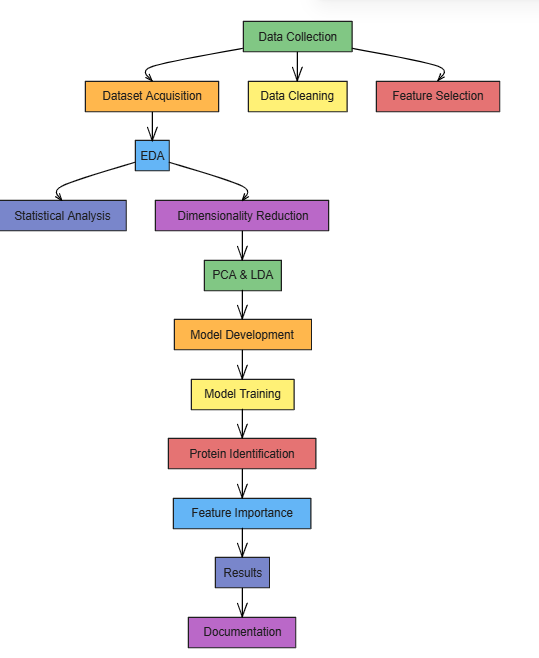 Data Collection
Dataset Acquisition
Data Cleaning
Feature Selection
EDA
Statistical Analysis
Dimensionality Reduction
PCA & LDA
Model Development
Model Training
Protein Identification
Feature Importance
Results
Documentation